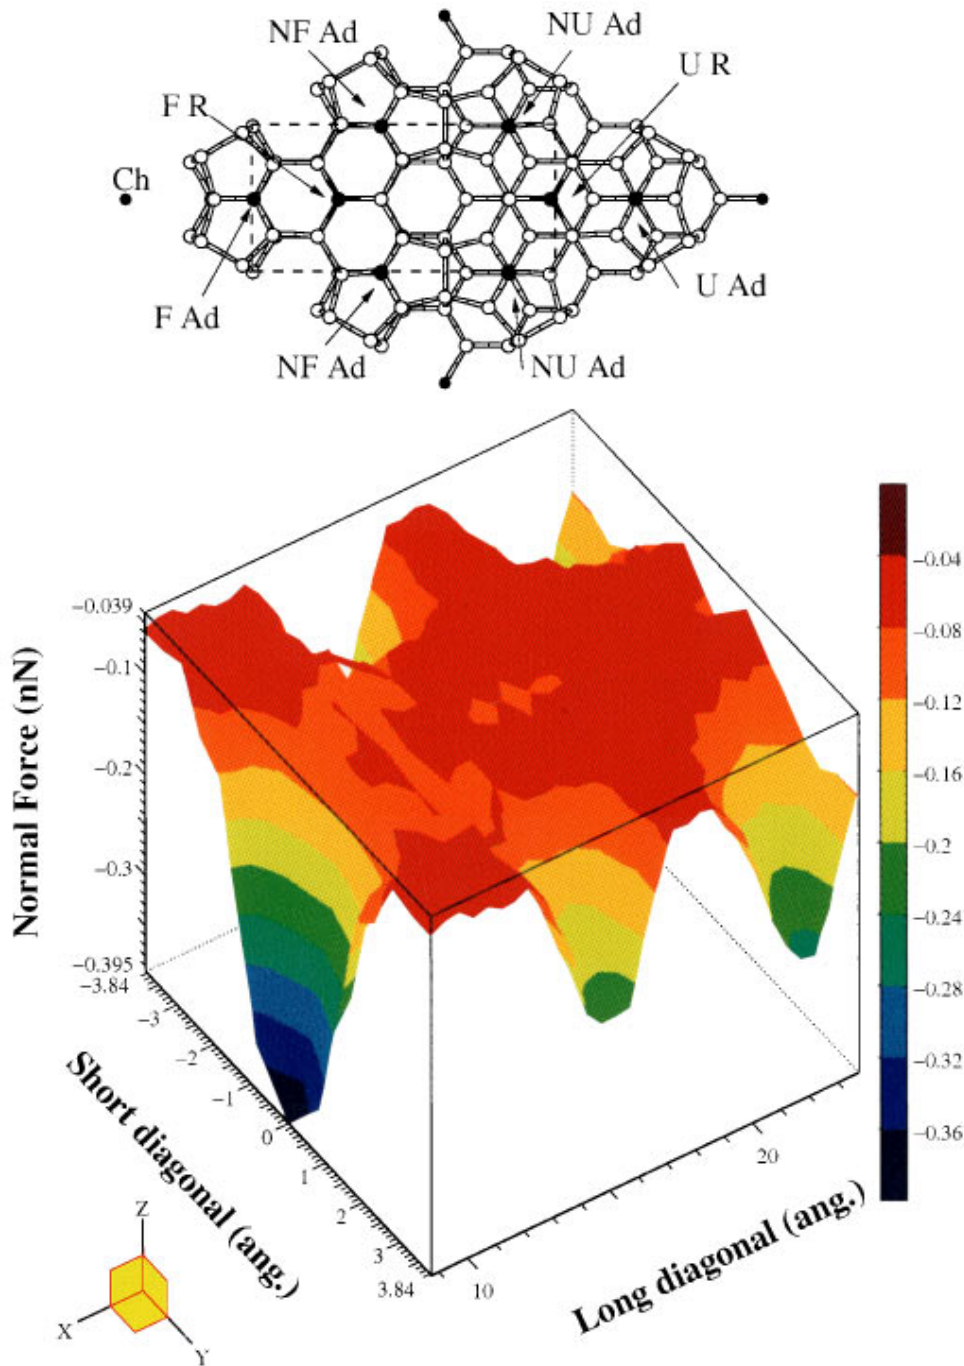 NF Ad
NU Ad
U R
F R
Ch
U Ad
F Ad
NF Ad
NU Ad
Normal Force (nN)
−0.039
−0.1
−0.2
−0.3
−0.395
−3.84
−3
−2
−1
0
1
2
3
3.84
Short diagonal (ang.)
10
20
Long diagonal (ang.)
−0.04
−0.08
−0.12
−0.16
−0.2
−0.24
−0.28
−0.32
−0.36
Z
X
Y